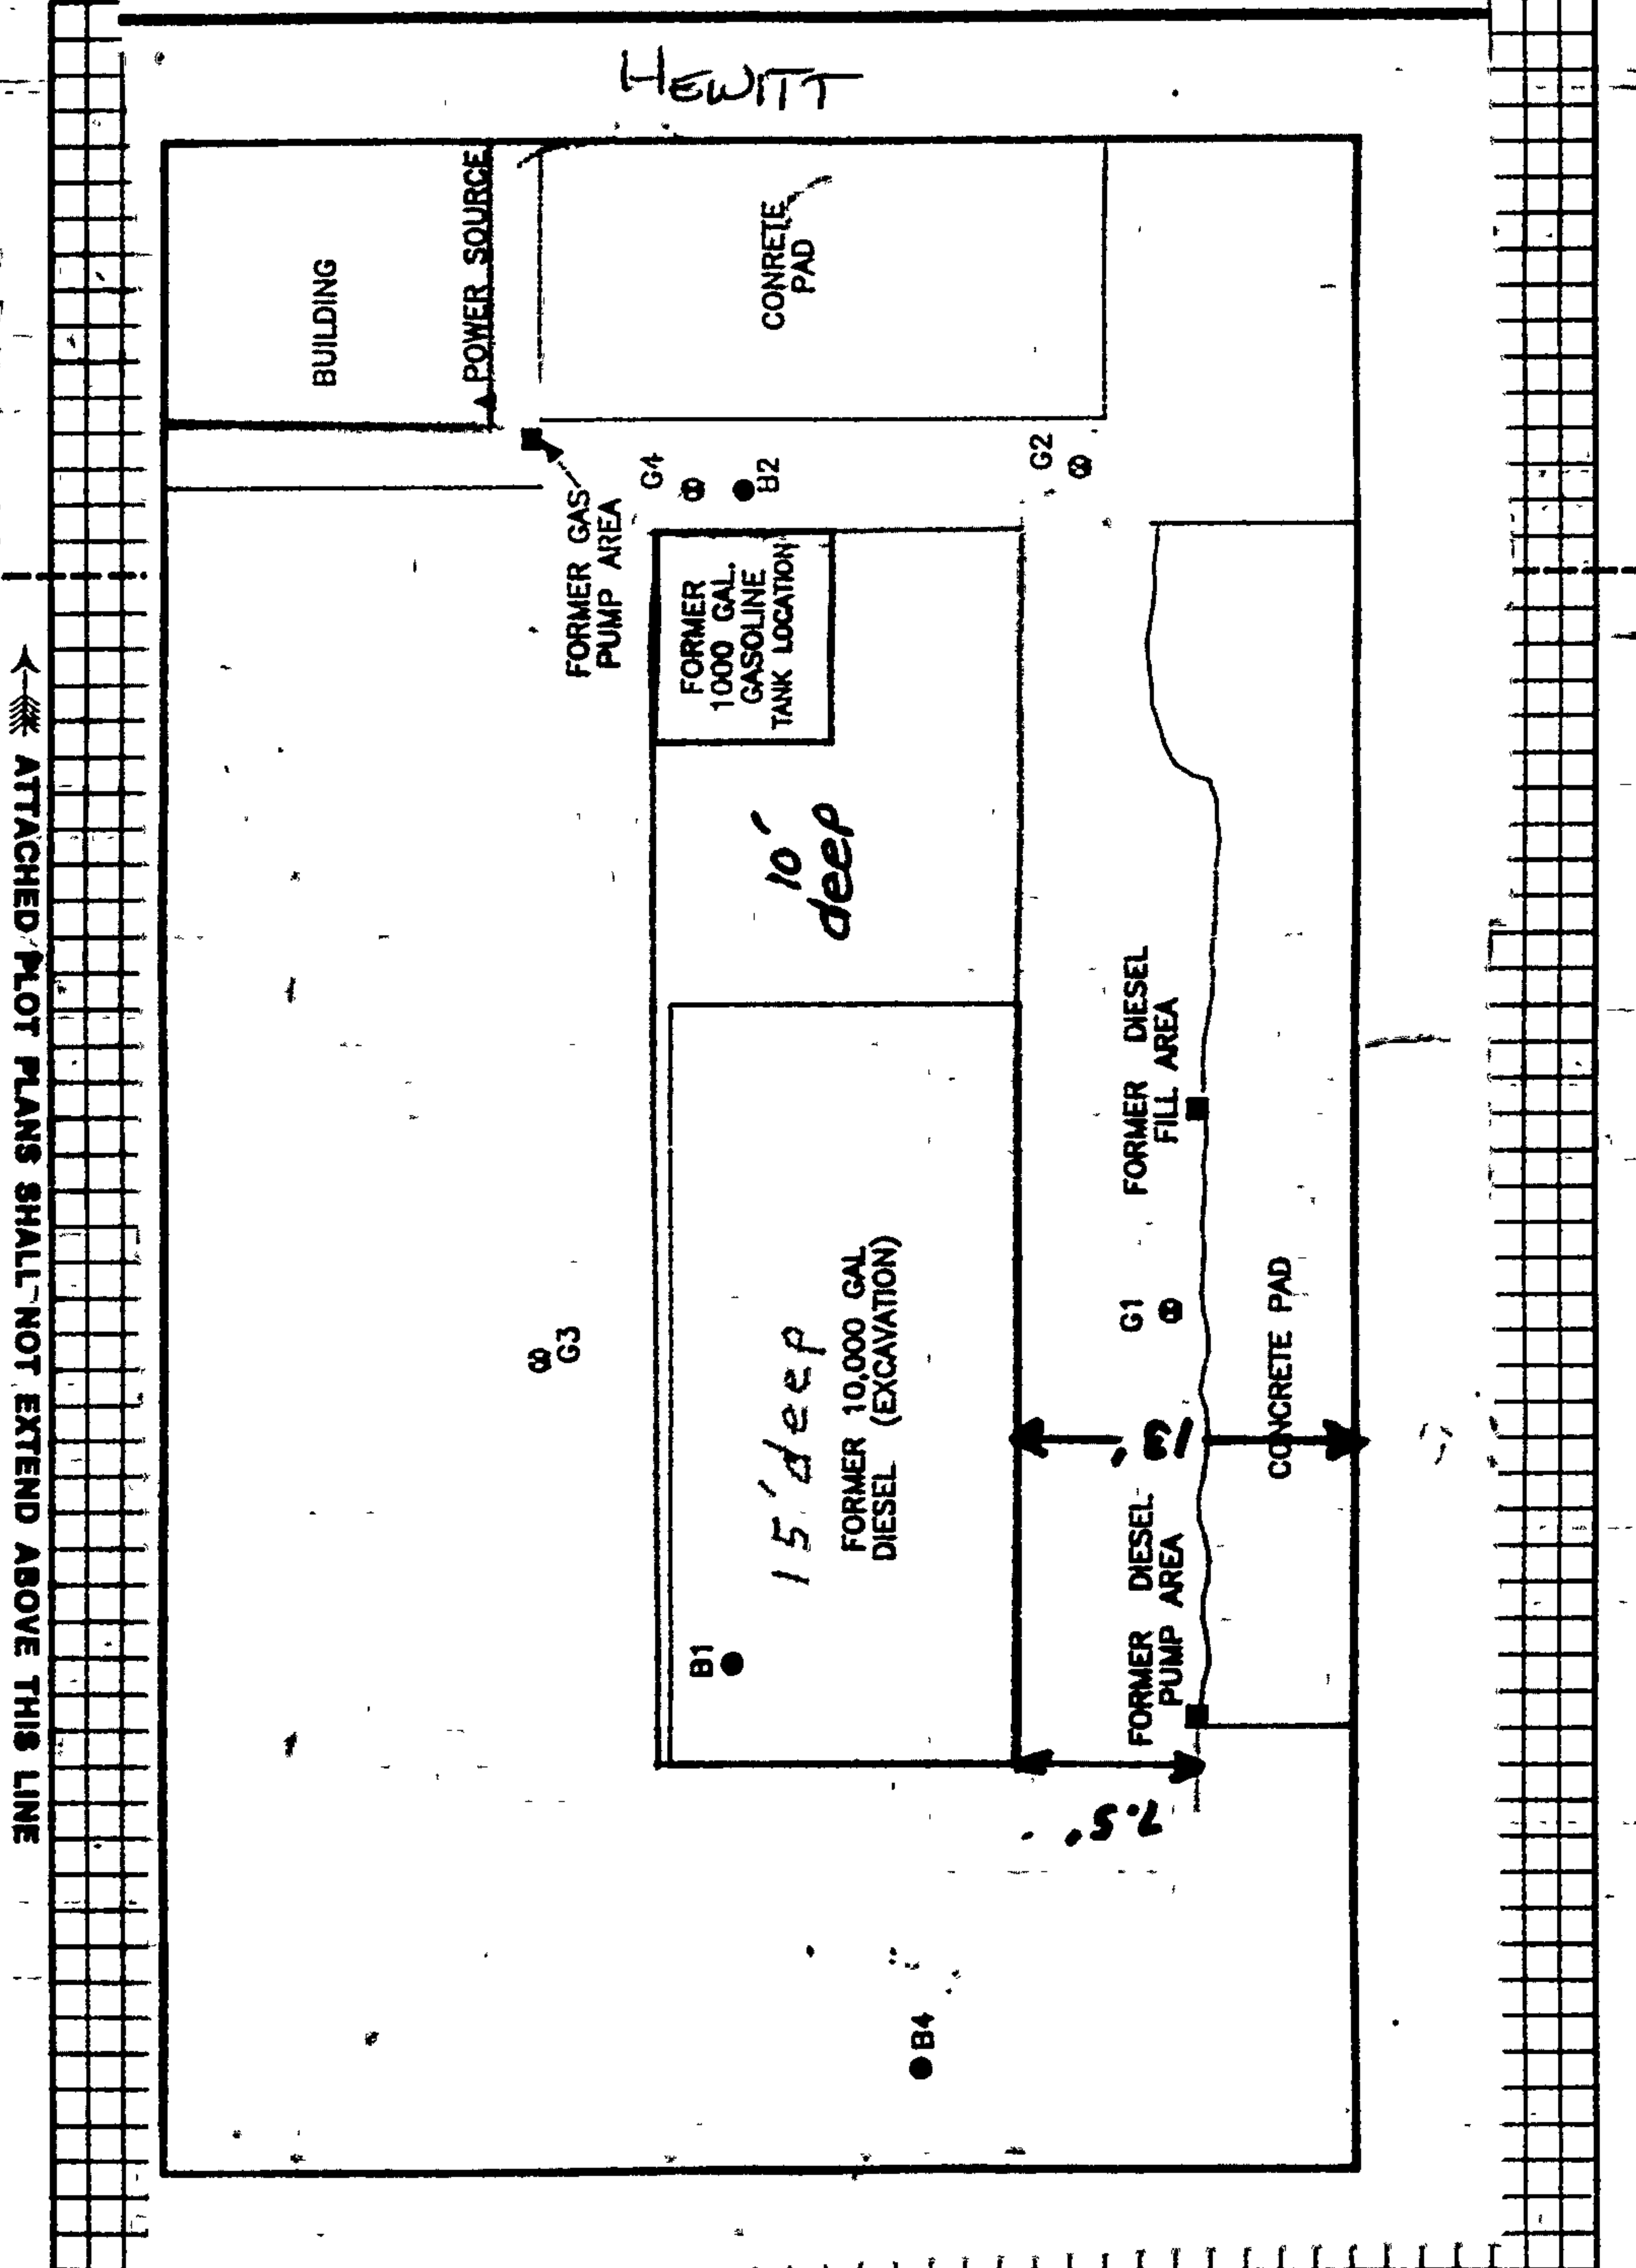 HEWITT
BUILDING
POWER SOURCE
CONRETE
PAD
FORMER GAS
PUMP AREA
G4
B2
G2
FORMER
1000 GAL.
GASOLINE
TANK LOCATION
10'
deep
G3
15' deep
FORMER 10,000 GAL
DIESEL (EXCAVATION)
B1
FORMER DIESEL
FILL AREA
G1
CONCRETE PAD
FORMER DIESEL
PUMP AREA
7.5'
B4
ATTACHED PLOT PLANS SHALL NOT EXTEND ABOVE THIS LINE